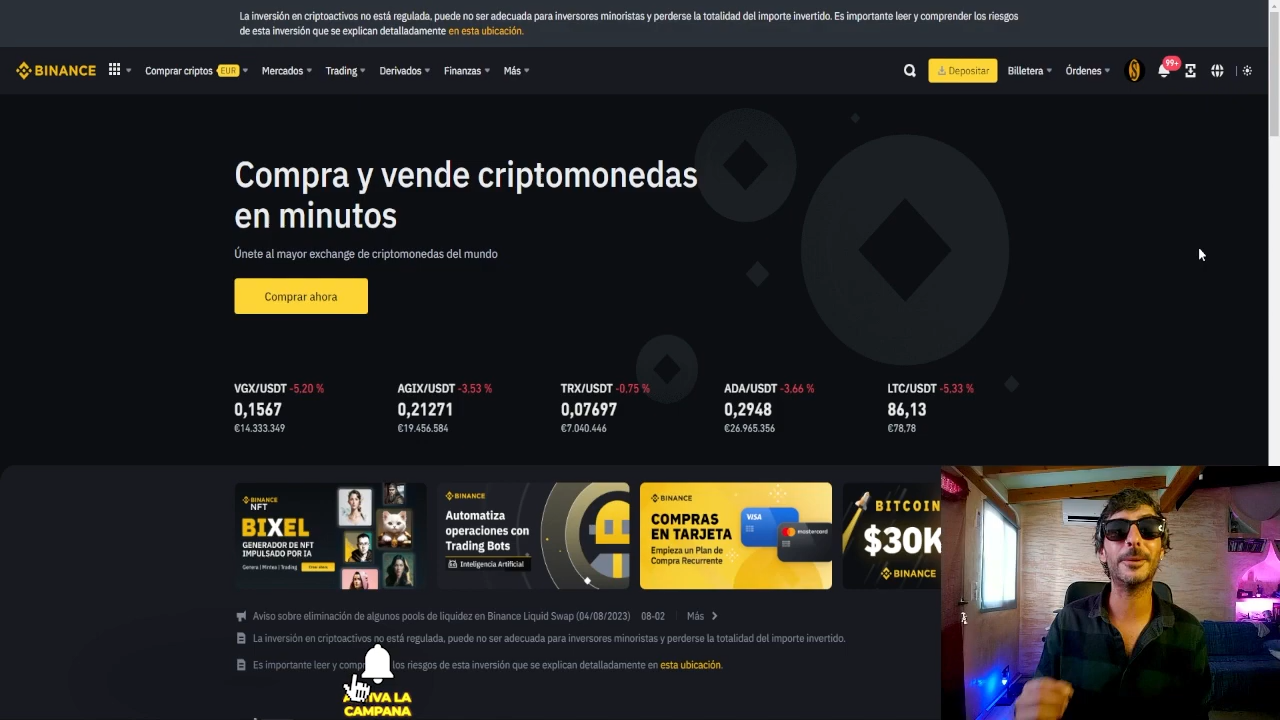 La inversión en criptoactivos no está regulada, puede no ser adecuada para inversores minoristas y perderse la totalidad del importe invertido. Es importante leer y comprender los riesgos
de esta inversión que se explican detalladamente en esta ubicación.
BINANCE Comprar criptos EUR Mercados Trading Derivados Finanzas Más Depositar Billetera Órdenes 99+
Compra y vende criptomonedas
en minutos
Únete al mayor exchange de criptomonedas del mundo
Comprar ahora
VGX/USDT -5.20 % AGIX/USDT -3,53 % TRX/USDT -0,75 % ADA/USDT -3.66 % LTC/USDT -5.33 %
0,1567 0,21271 0,07697 0,2948 86,13
€14.333.349 €19.456.584 €7.040.446 €26.965.356 €78,78
BINANCE
NFT
BIXEL
GENERADOR DE NFT
IMPULSADO POR IA
BINANCE
Automatiza
operaciones con
Trading Bots
Inteligencia Artificial
BINANCE
COMPRAS
EN TARJETA
Empieza un Plan de
Compra Recurrente
VISA
mastercard
BITCOIN
$30K
BINANCE
Aviso sobre eliminación de algunos pools de liquidez en Binance Liquid Swap (04/08/2023) 08-02 Más
La inversión en criptoactivos no está regulada, puede no ser adecuada para inversores minoristas y perderse la totalidad del importe invertido.
Es importante leer y los riesgos de esta inversión que se explican detalladamente en esta ubicación.
LA
CAMPANA